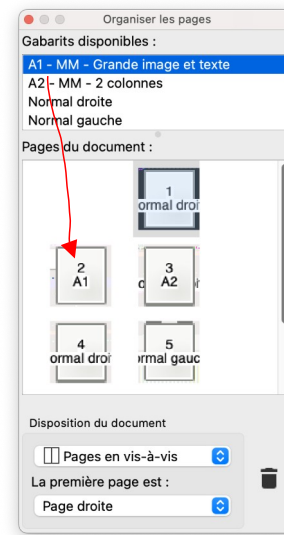 Organiser les pages
Gabarits disponibles :
A1 - MM - Grande image et texte
A2 - MM - 2 colonnes
Normal droite
Normal gauche
Pages du document :
1
ormal droi
2
A1
3
A2
4
ormal droi
5
ormal gauc
Disposition du document
Pages en vis-à-vis
La première page est :
Page droite